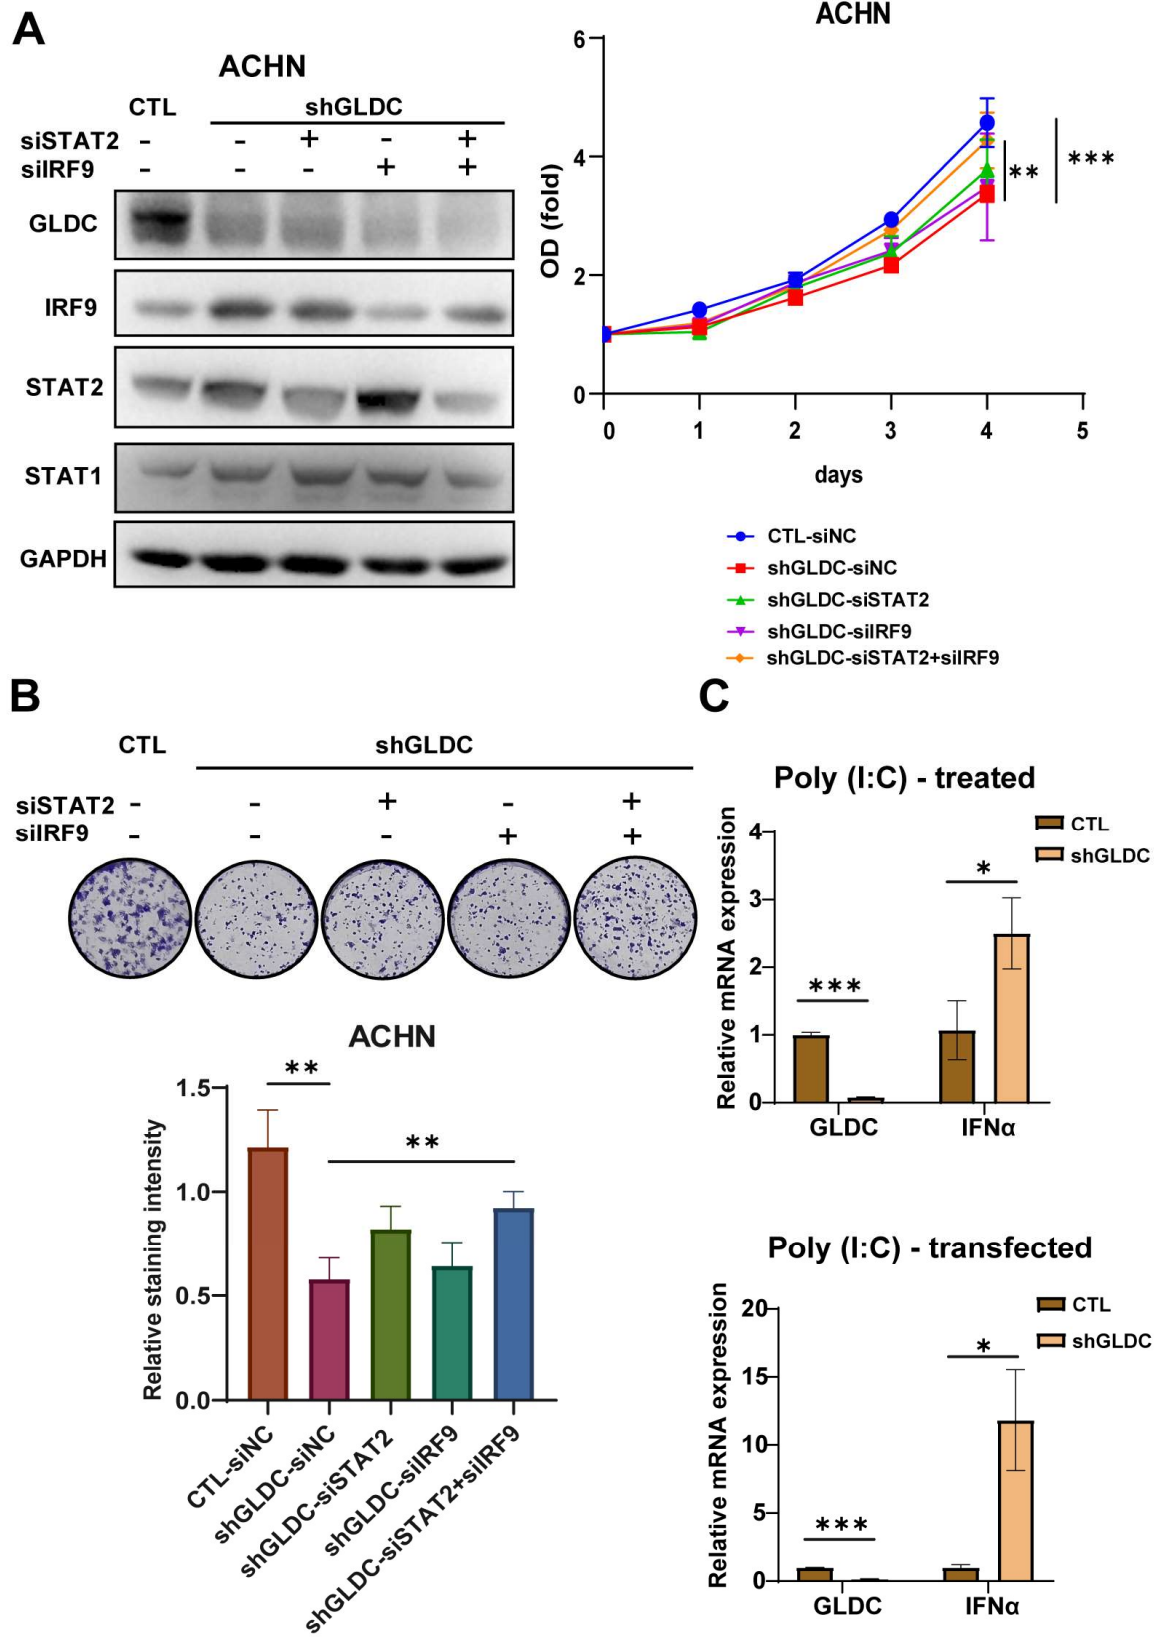 A
ACHN
CTL shGLDC
siSTAT2 - - + - +
siIRF9 - - - + +
GLDC
IRF9
STAT2
STAT1
GAPDH
ACHN
OD (fold)
6
4
2
0
0 1 2 3 4 5
days
** ***
CTL-siNC
shGLDC-siNC
shGLDC-siSTAT2
shGLDC-siIRF9
shGLDC-siSTAT2+siIRF9
B
CTL shGLDC
siSTAT2 - - + - +
siIRF9 - - - + +
ACHN
Relative staining intensity
1.5
1.0
0.5
0.0
**
**
CTL-siNC
shGLDC-siNC
shGLDC-siSTAT2
shGLDC-siIRF9
shGLDC-siSTAT2+siIRF9
C
Poly (I:C) - treated
Relative mRNA expression
4
3
2
1
0
CTL
shGLDC
***
*
GLDC IFNα
Poly (I:C) - transfected
Relative mRNA expression
20
15
10
5
0
CTL
shGLDC
***
*
GLDC IFNα